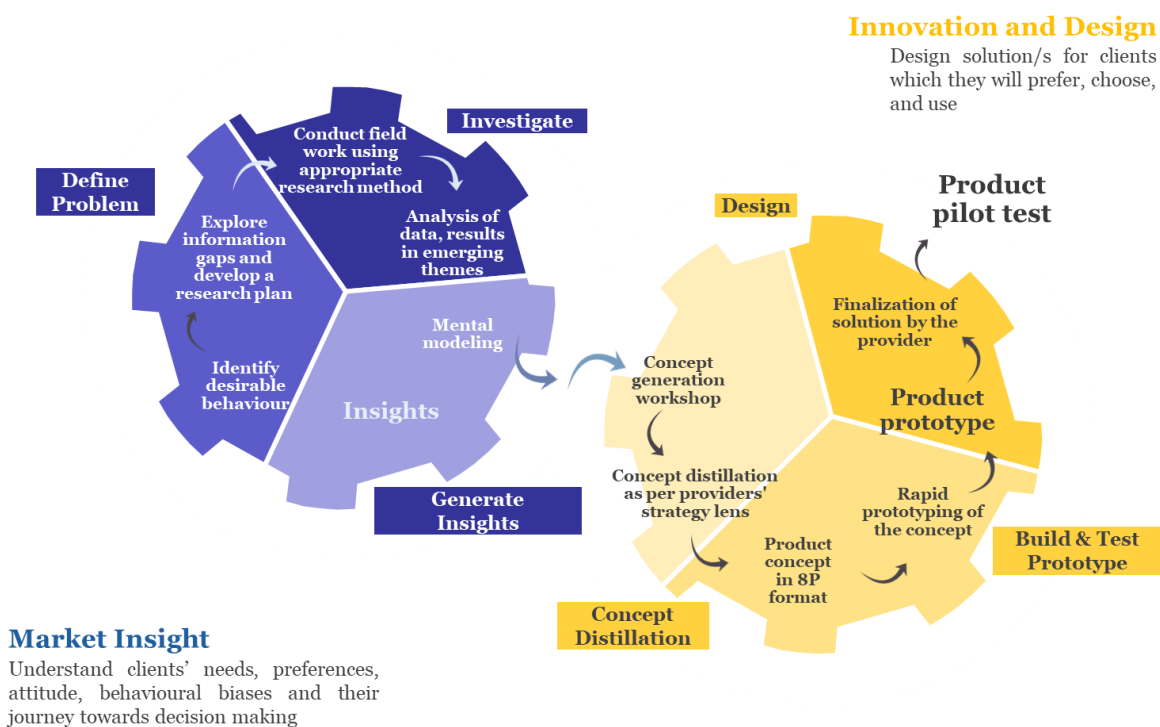 Innovation and Design
Design solution/s for clients
which they will prefer, choose,
and use
Investigate
Conduct field
work using
appropriate
research method
Define
Problem
Explore
information
gaps and
develop a
research plan
Analysis of
data, results
in emerging
themes
Identify
desirable
behaviour
Mental
modeling
Insights
Generate
Insights
Product
pilot test
Design
Finalization of
solution by the
provider
Concept
generation
workshop
Product
prototype
Concept distillation
as per providers'
strategy lens
Rapid
prototyping of
the concept
Product
concept
in 8P
format
Build & Test
Prototype
Concept
Distillation
Market Insight
Understand clients’ needs, preferences,
attitude, behavioural biases and their
journey towards decision making